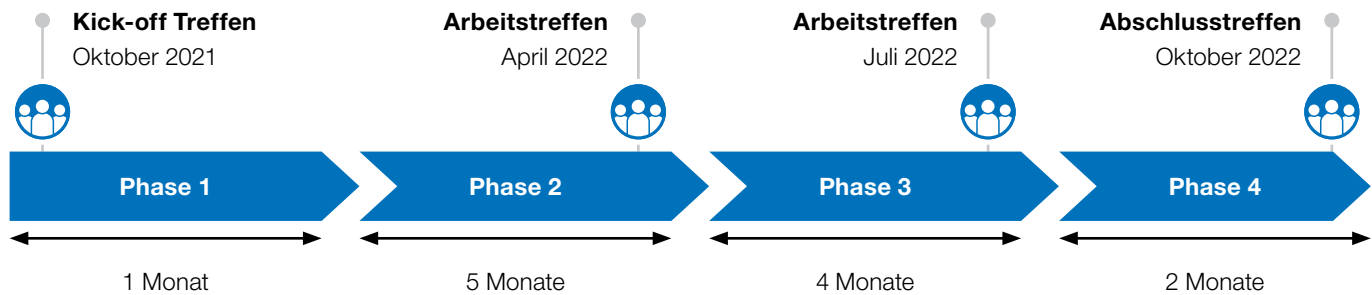 Kick-off Treffen
Oktober 2021
Arbeitstreffen
April 2022
Arbeitstreffen
Juli 2022
Abschlusstreffen
Oktober 2022
Phase 1
Phase 2
Phase 3
Phase 4
1 Monat
5 Monate
4 Monate
2 Monate